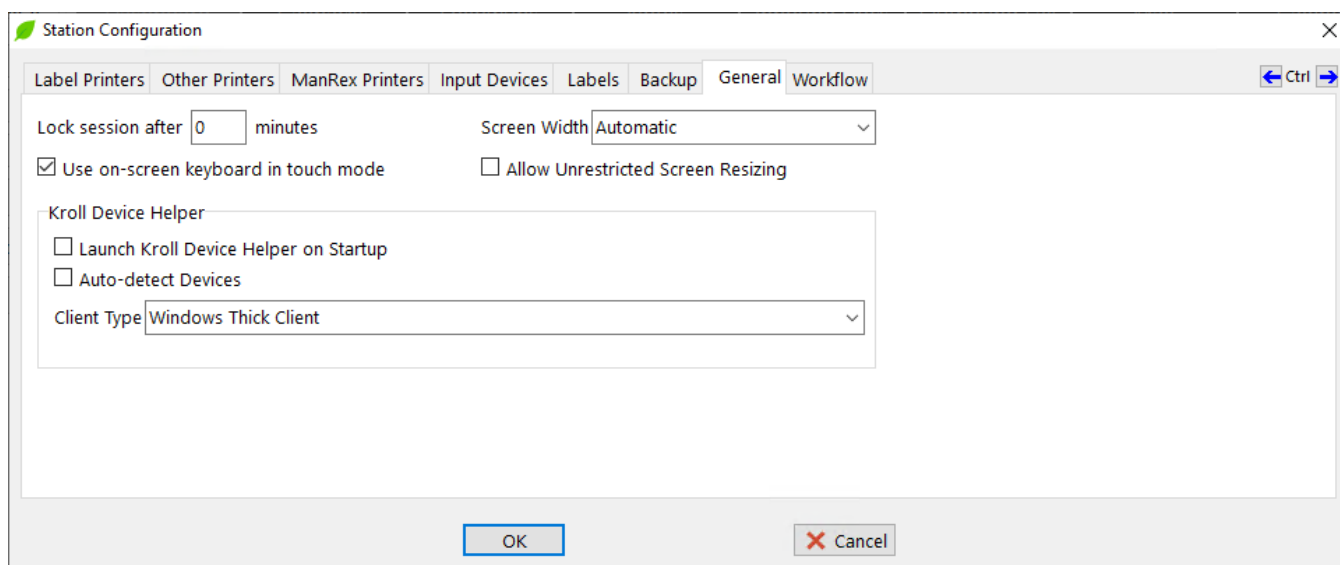 Station Configuration
Label Printers Other Printers ManRex Printers Input Devices Labels Backup General Workflow Ctrl
Lock session after 0 minutes Screen Width Automatic
Use on-screen keyboard in touch mode Allow Unrestricted Screen Resizing
Kroll Device Helper
Launch Kroll Device Helper on Startup
Auto-detect Devices
Client Type Windows Thick Client
OK Cancel